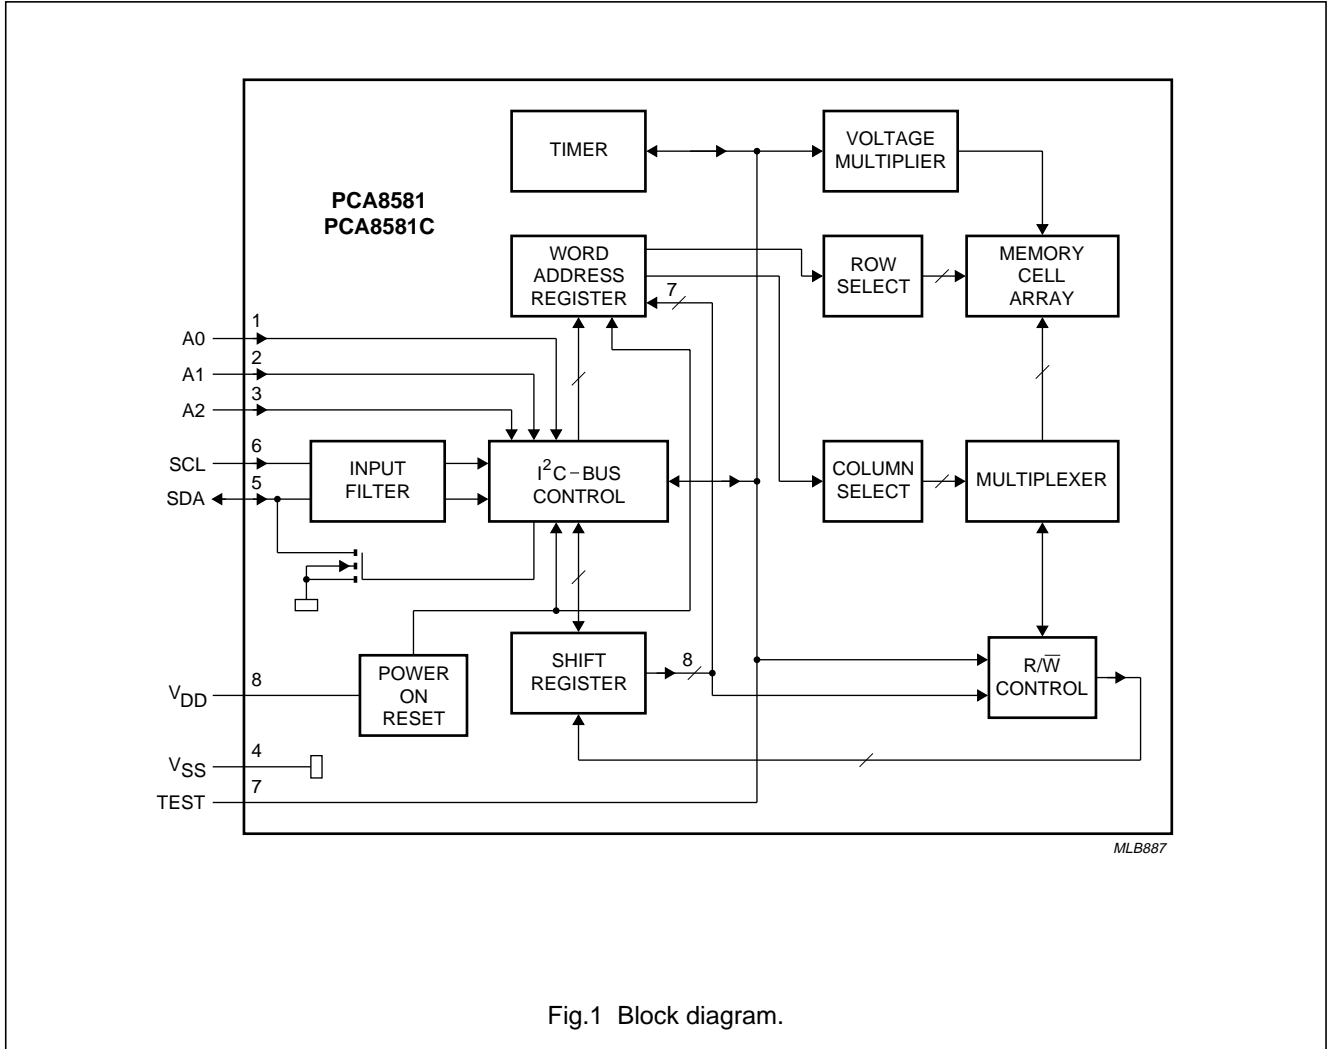 TIMER
VOLTAGE
MULTIPLIER
PCA8581
PCA8581C
WORD
ADDRESS
REGISTER
7
ROW
SELECT
MEMORY
CELL
ARRAY
A0
1
A1
2
A2
3
SCL
6
SDA
5
INPUT
FILTER
I²C–BUS
CONTROL
COLUMN
SELECT
MULTIPLEXER
POWER
ON
RESET
SHIFT
REGISTER
8
R/W̅
CONTROL
VDD
8
VSS
4
TEST
7
MLB887
Fig.1 Block diagram.